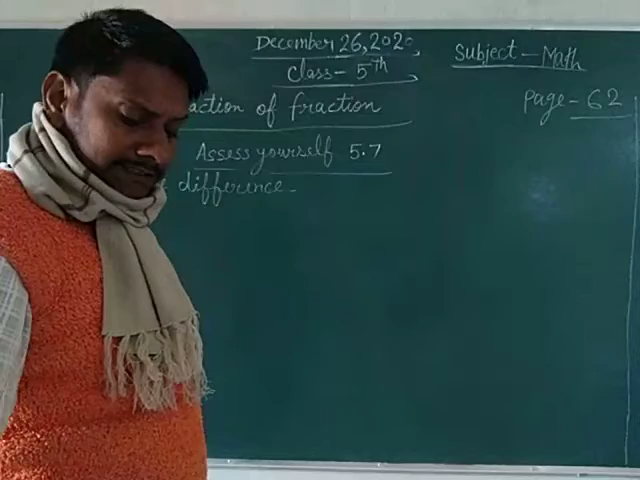 December 26, 2020
Subject - Math
Class - 5th
Page - 62
action of fraction
Assess yourself 5.7
difference -